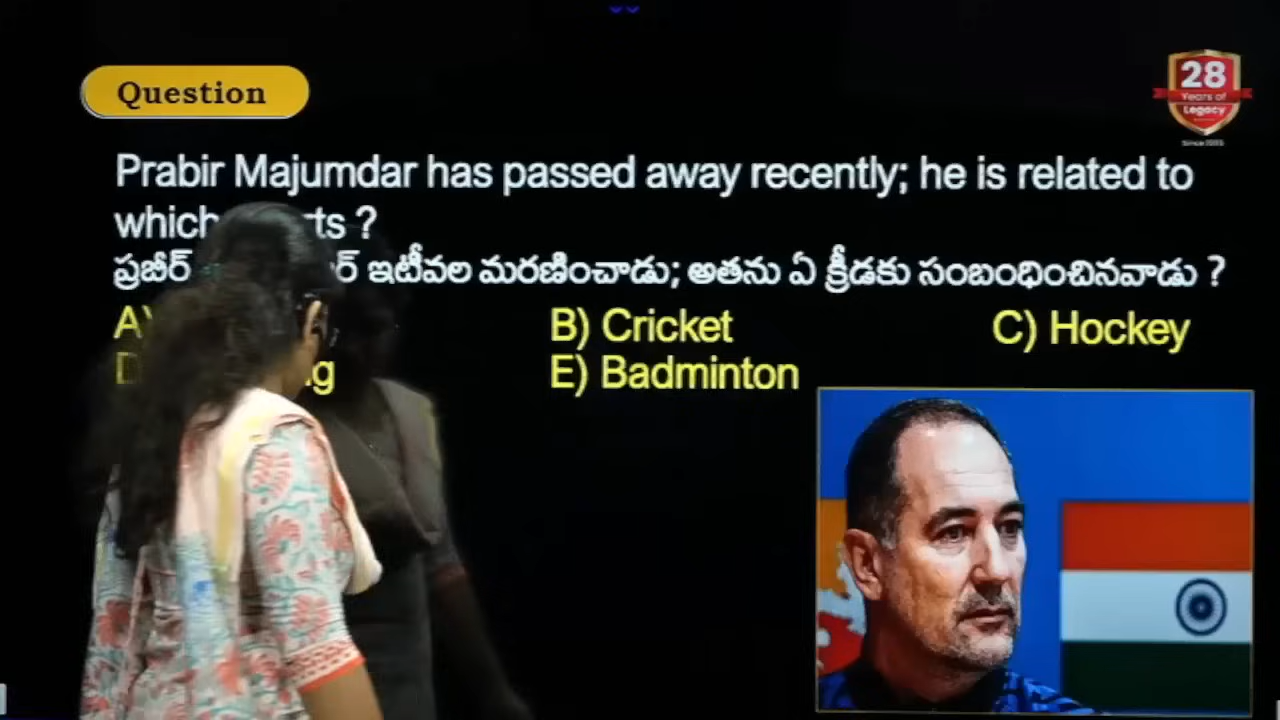 Question
28
Years of
Legacy
Prabir Majumdar has passed away recently; he is related to
which ?
ప్రబీర్ ఇటీవల మరణించాడు; అతను ఏ క్రీడకు సంబంధించినవాడు ?
A) B) Cricket C) Hockey
E) Badminton